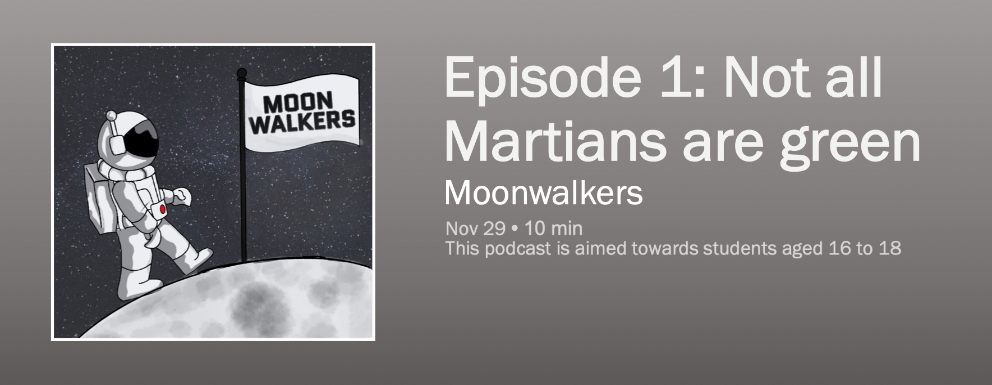 MOON
WALKERS
Episode 1: Not all
Martians are green
Moonwalkers
Nov 29 • 10 min
This podcast is aimed towards students aged 16 to 18